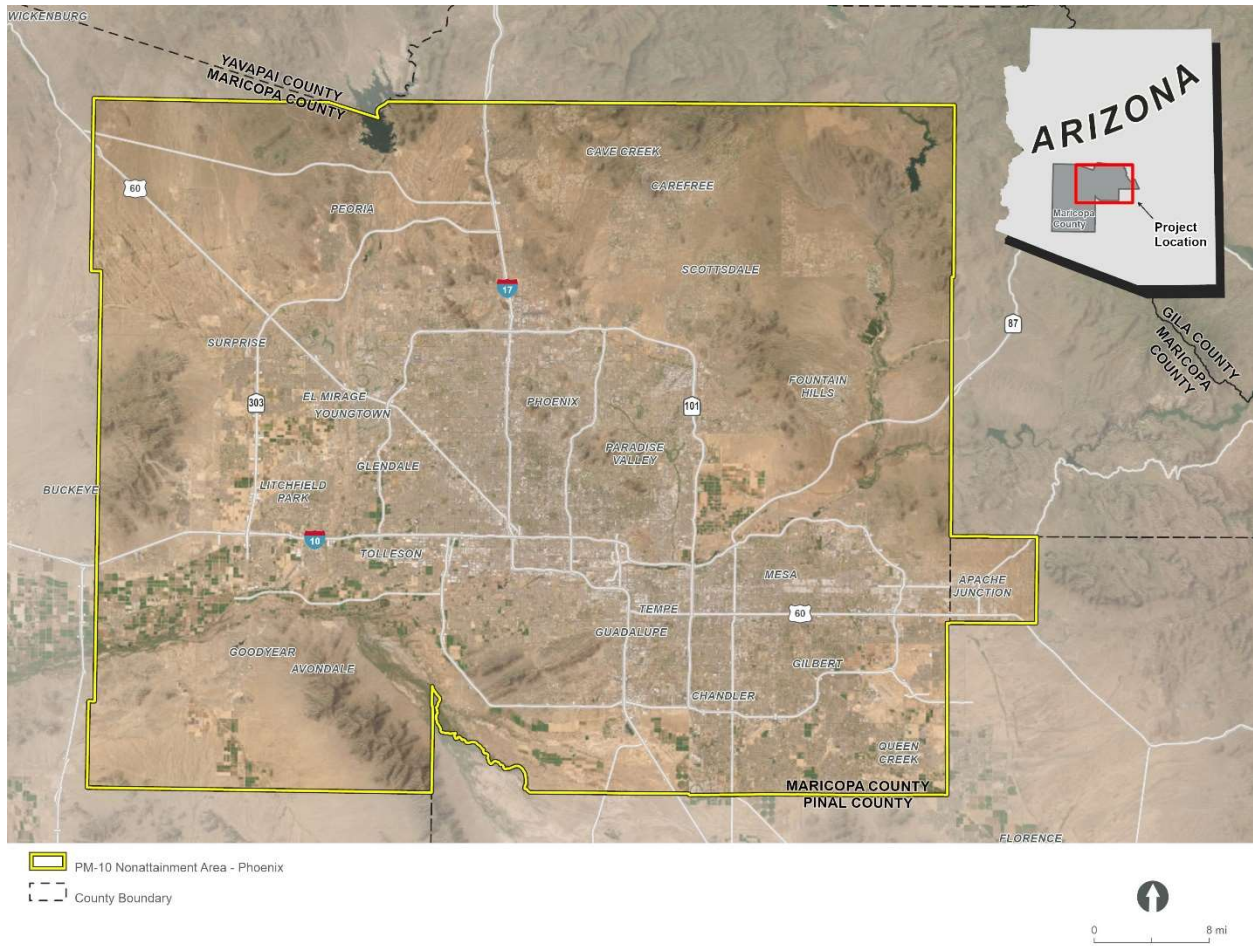 WICKENBURG
YAVAPAI COUNTY
MARICOPA COUNTY
ARIZONA
Maricopa
County
Project
Location
60
CAVE CREEK
CAREFREE
PEORIA
SCOTTSDALE
17
87
GILA COUNTY
MARICOPA
COUNTY
SURPRISE
FOUNTAIN
HILLS
EL MIRAGE
303
YOUNGTOWN
PHOENIX
101
PARADISE
VALLEY
GLENDALE
BUCKEYE
LITCHFIELD
PARK
10
TOLLESON
MESA
APACHE
JUNCTION
TEMPE
60
GUADALUPE
GOODYEAR
AVONDALE
GILBERT
CHANDLER
QUEEN
CREEK
MARICOPA COUNTY
PINAL COUNTY
FLORENCE
PM-10 Nonattainment Area - Phoenix
County Boundary
0 8 mi